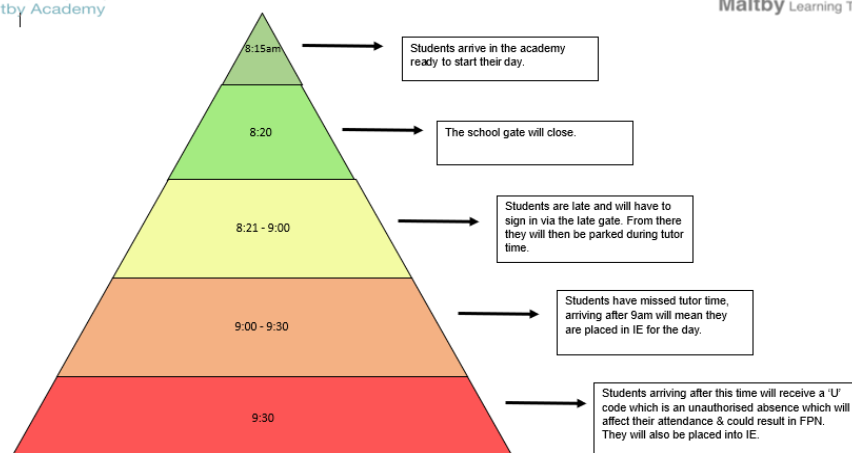 tby Academy
Maltby Learning T
8:15am
Students arrive in the academy
ready to start their day.
8:20
The school gate will close.
8:21 - 9:00
Students are late and will have to
sign in via the late gate. From there
they will then be parked during tutor
time.
9:00 - 9:30
Students have missed tutor time,
arriving after 9am will mean they
are placed in IE for the day.
9:30
Students arriving after this time will receive a ‘U’
code which is an unauthorised absence which will
affect their attendance & could result in FPN.
They will also be placed into IE.